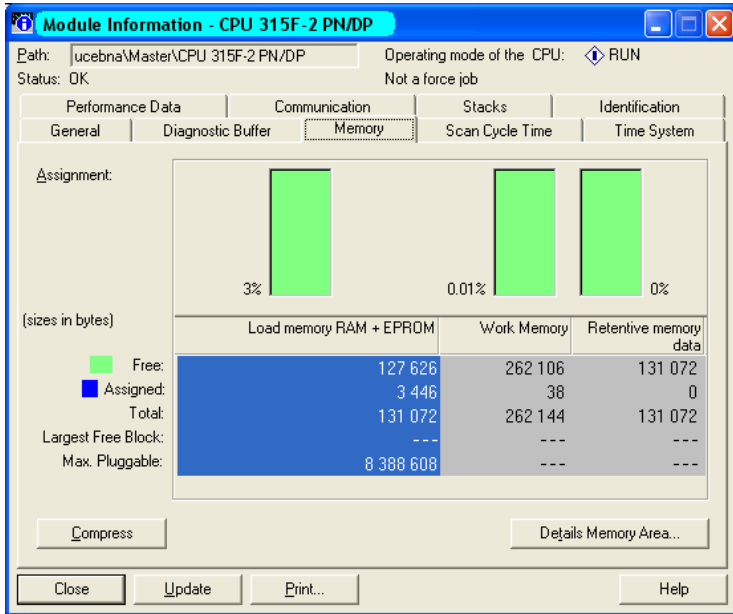 Module Information - CPU 315F-2 PN/DP
Path: ucebna\Master\CPU 315F-2 PN/DP Operating mode of the CPU: RUN
Status: OK Not a force job
Performance Data Communication Stacks Identification
General Diagnostic Buffer Memory Scan Cycle Time Time System
Assignment:
3% 0.01% 0%
(sizes in bytes)
Load memory RAM + EPROM Work Memory Retentive memory data
Free: 127 626 262 106 131 072
Assigned: 3 446 38 0
Total: 131 072 262 144 131 072
Largest Free Block: --- --- ---
Max. Pluggable: 8 388 608 --- ---
Compress Details Memory Area...
Close Update Print... Help